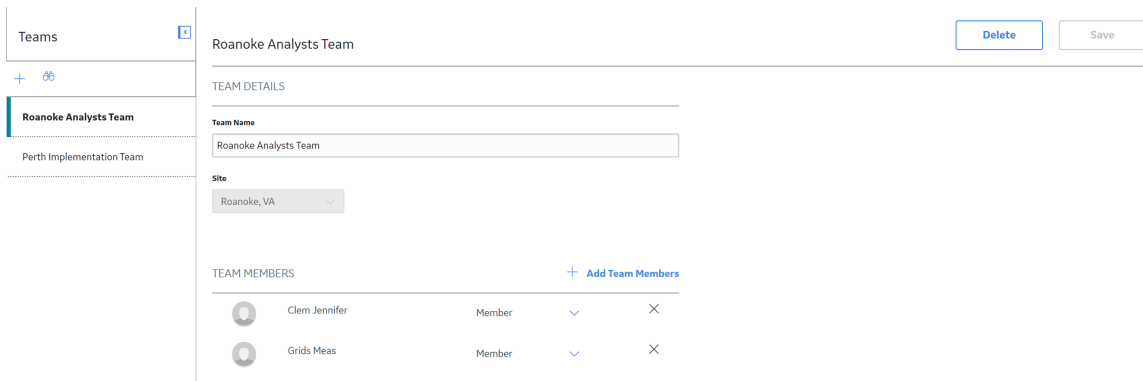 Teams
Roanoke Analysts Team
Perth Implementation Team
Roanoke Analysts Team
Delete
Save
TEAM DETAILS
Team Name
Roanoke Analysts Team
Site
Roanoke, VA
TEAM MEMBERS
+ Add Team Members
Clem Jennifer Member
Grids Meas Member